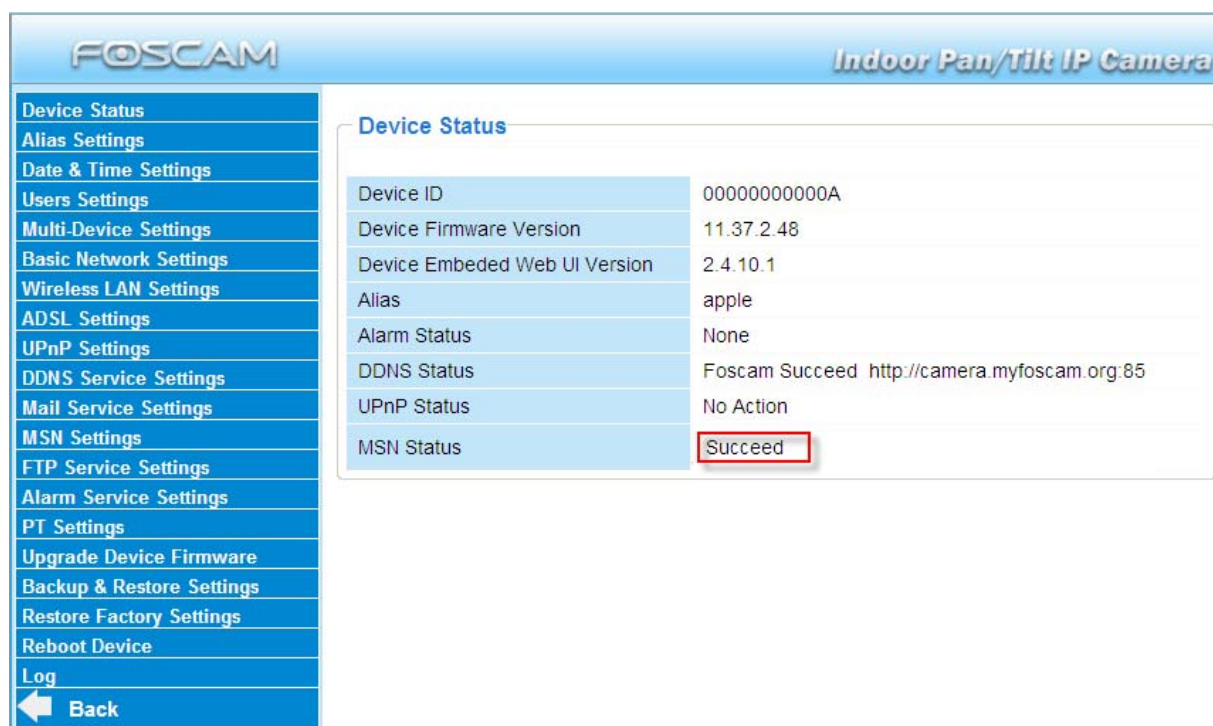 FOSCAM
Indoor Pan/Tilt IP Camera
Device Status
Alias Settings
Date & Time Settings
Users Settings
Multi-Device Settings
Basic Network Settings
Wireless LAN Settings
ADSL Settings
UPnP Settings
DDNS Service Settings
Mail Service Settings
MSN Settings
FTP Service Settings
Alarm Service Settings
PT Settings
Upgrade Device Firmware
Backup & Restore Settings
Restore Factory Settings
Reboot Device
Log
Back
Device Status
Device ID 00000000000A
Device Firmware Version 11.37.2.48
Device Embeded Web UI Version 2.4.10.1
Alias apple
Alarm Status None
DDNS Status Foscam Succeed http://camera.myfoscam.org:85
UPnP Status No Action
MSN Status Succeed